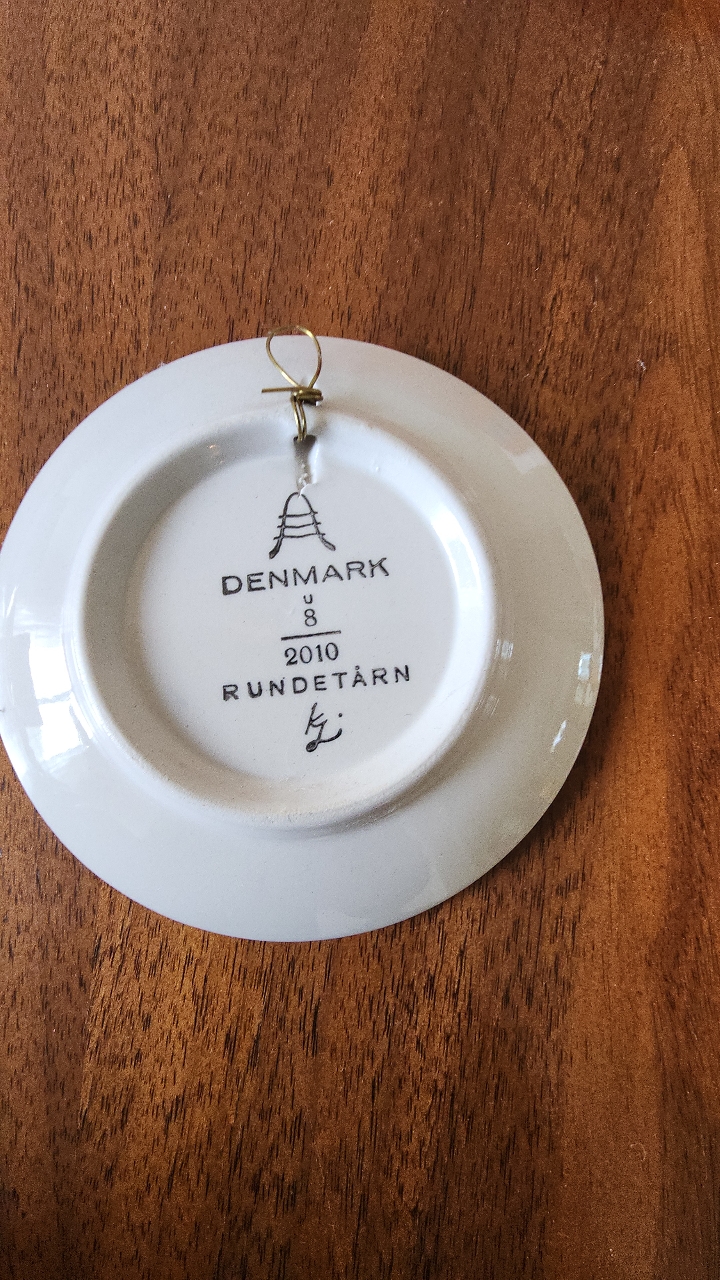 DENMARK
u
8
2010
RUNDETÅRN